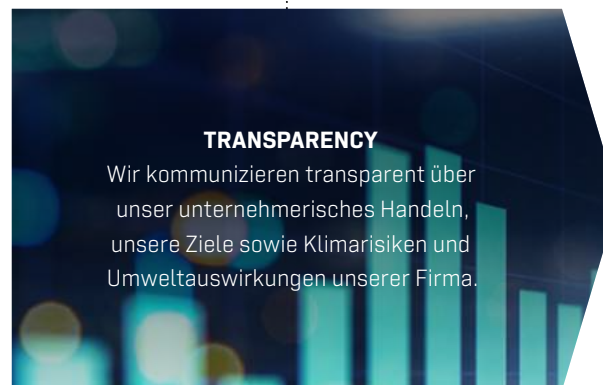 TRANSPARENCY
Wir kommunizieren transparent über
unser unternehmerisches Handeln,
unsere Ziele sowie Klimarisiken und
Umweltauswirkungen unserer Firma.